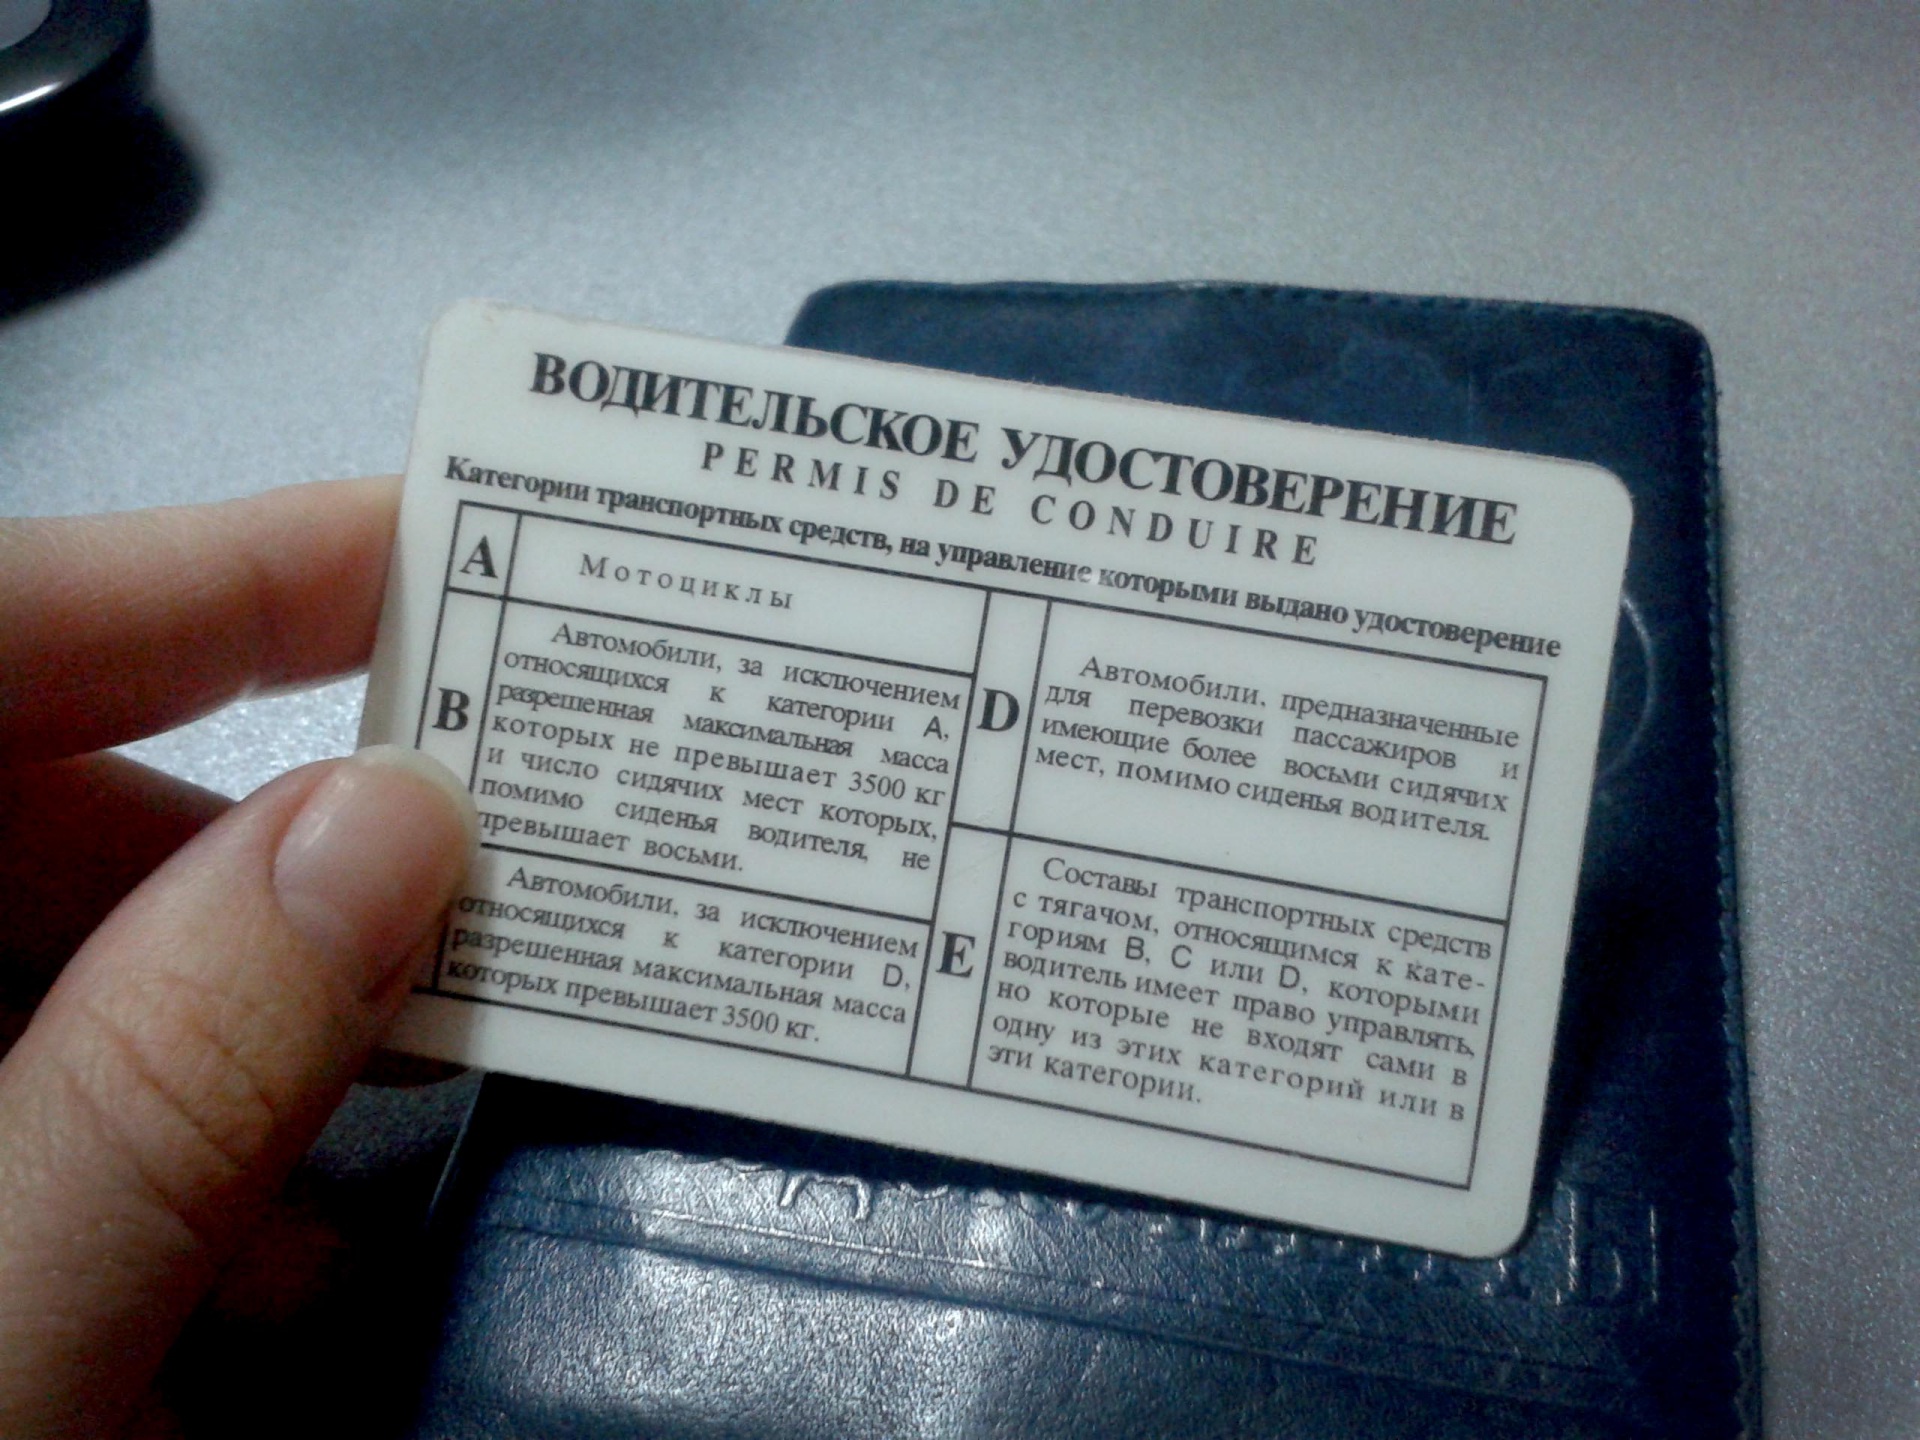 ВОДИТЕЛЬСКОЕ УДОСТОВЕРЕНИЕ
PERMIS DE CONDUIRE
Категории транспортных средств, на управление которыми выдано удостоверение
A
Мотоциклы
B
Автомобили, за исключением
относящихся к категории A,
разрешенная максимальная масса
которых не превышает 3500 кг
и число сидячих мест которых,
помимо сиденья водителя, не
превышает восьми.
Автомобили, за исключением
относящихся к категории D,
разрешенная максимальная масса
которых превышает 3500 кг.
D
Автомобили, предназначенные
для перевозки пассажиров и
имеющие более восьми сидячих
мест, помимо сиденья водителя.
E
Составы транспортных средств
с тягачом, относящимся к кате-
гориям B, C или D, которыми
водитель имеет право управлять,
но которые не входят сами в
одну из этих категорий или в
эти категории.